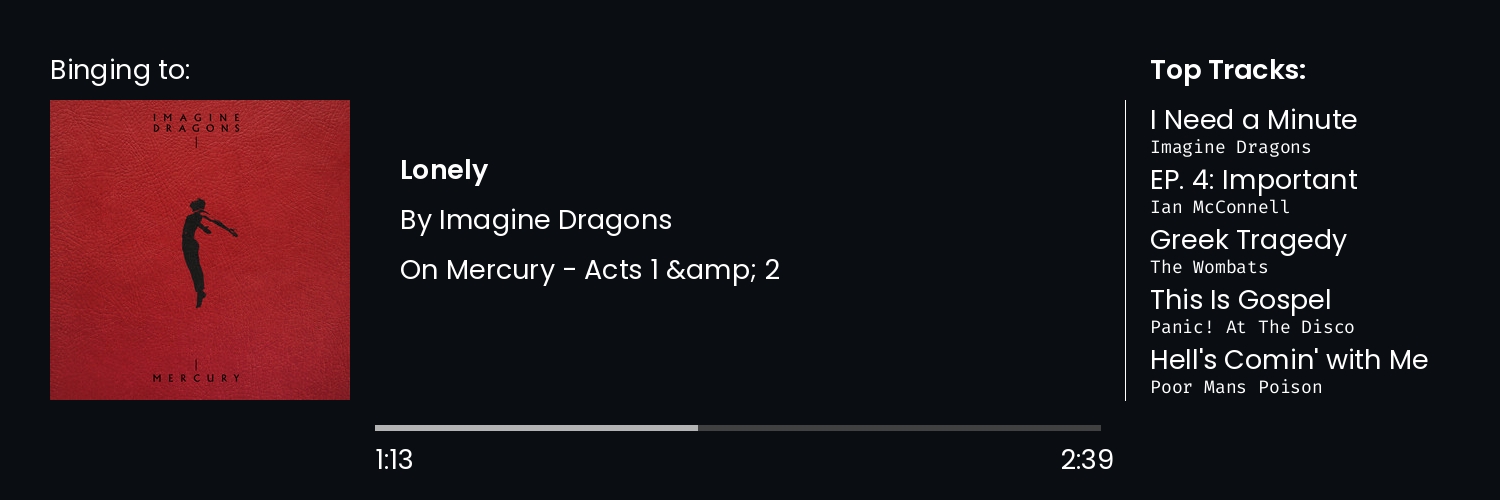 Binging to:
IMAGINE
DRAGONS
MERCURY
Lonely
By Imagine Dragons
On Mercury - Acts 1 &amp; 2
1:13
2:39
Top Tracks:
I Need a Minute
Imagine Dragons
EP. 4: Important
Ian McConnell
Greek Tragedy
The Wombats
This Is Gospel
Panic! At The Disco
Hell's Comin' with Me
Poor Mans Poison